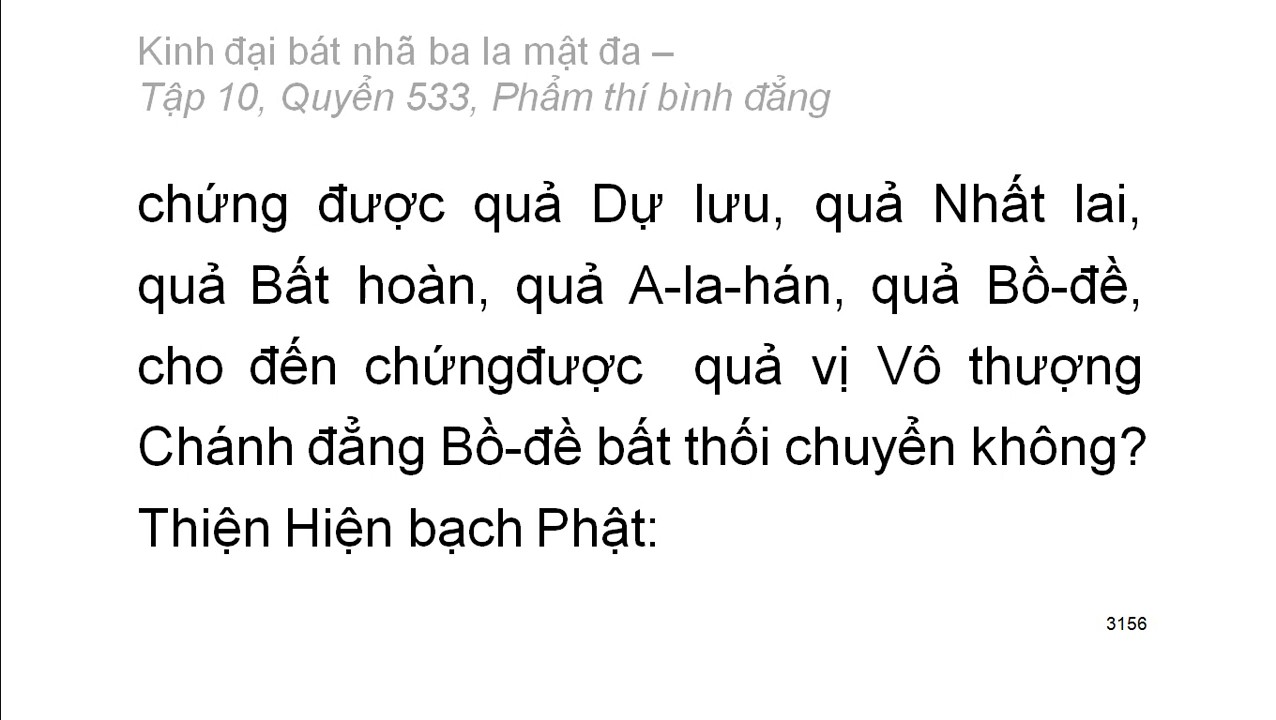 Kinh đại bát nhã ba la mật đa –
Tập 10, Quyển 533, Phẩm thí bình đẳng
chứng được quả Dự lưu, quả Nhất lai,
quả Bất hoàn, quả A-la-hán, quả Bồ-đề,
cho đến chứngđược quả vị Vô thượng
Chánh đẳng Bồ-đề bất thối chuyển không?
Thiện Hiện bạch Phật:
3156